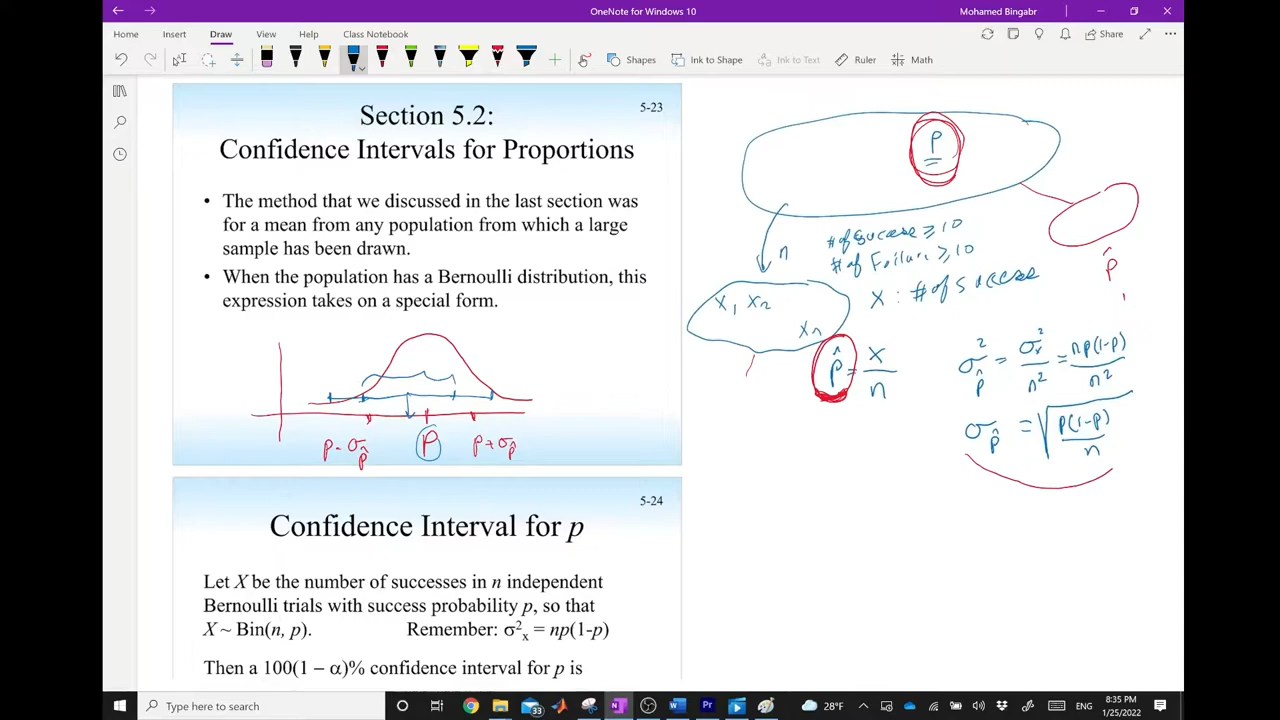 OneNote for Windows 10
Mohamed Bingabr
Home Insert Draw View Help Class Notebook
Share
Shapes Ink to Shape Ink to Text Ruler Math
5-23
Section 5.2:
Confidence Intervals for Proportions
• The method that we discussed in the last section was
for a mean from any population from which a large
sample has been drawn.
• When the population has a Bernoulli distribution, this
expression takes on a special form.
p - σp̂ p p + σp̂
5-24
Confidence Interval for p
Let X be the number of successes in n independent
Bernoulli trials with success probability p, so that
X ~ Bin(n, p). Remember: σ²ₓ = np(1-p)
Then a 100(1 − α)% confidence interval for p is
P
n
# of success ≥ 10
# of Failure ≥ 10
X : # of success
p̂
X₁ X₂
Xn
p̂ = X/n
σ²p̂ = σ²x/n² = np(1-p)/n²
σp̂ = √(p(1-p)/n)
Type here to search
33
28°F
ENG
8:35 PM
1/25/2022